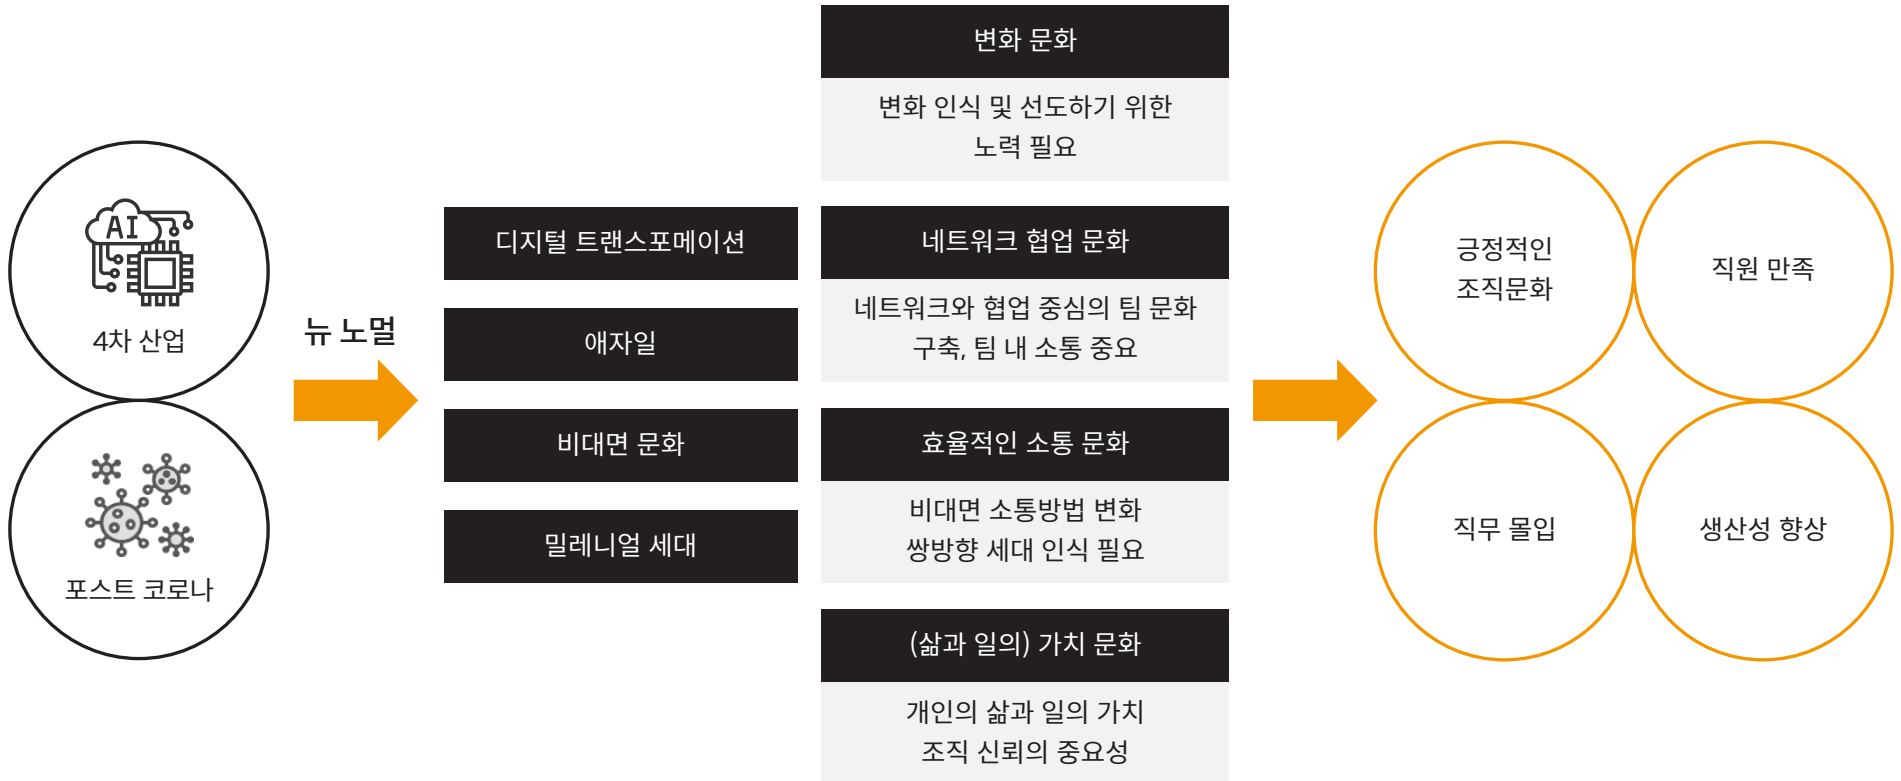 AI
4차 산업
포스트 코로나
뉴 노멀
디지털 트랜스포메이션
애자일
비대면 문화
밀레니얼 세대
변화 문화
변화 인식 및 선도하기 위한
노력 필요
네트워크 협업 문화
네트워크와 협업 중심의 팀 문화
구축, 팀 내 소통 중요
효율적인 소통 문화
비대면 소통방법 변화
쌍방향 세대 인식 필요
(삶과 일의) 가치 문화
개인의 삶과 일의 가치
조직 신뢰의 중요성
긍정적인
조직문화
직원 만족
직무 몰입
생산성 향상